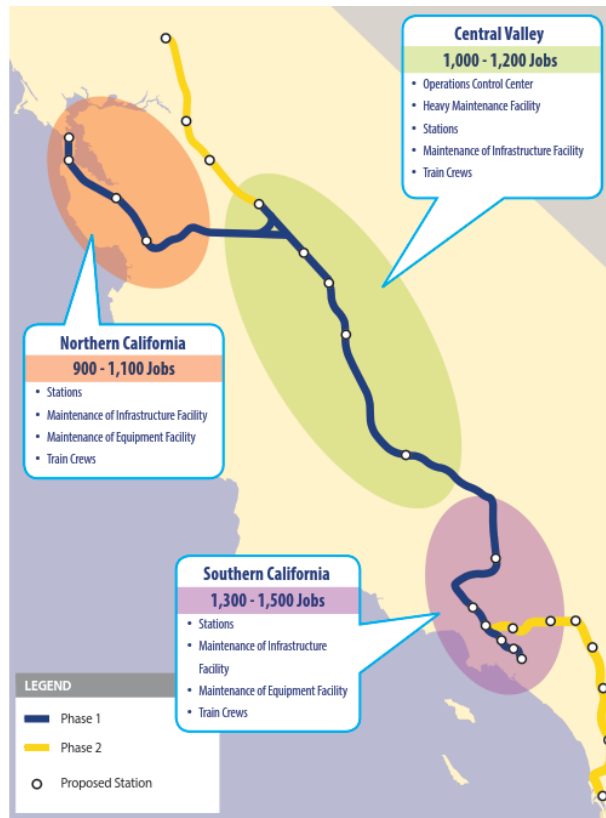 Central Valley
1,000 - 1,200 Jobs
• Operations Control Center
• Heavy Maintenance Facility
• Stations
• Maintenance of Infrastructure Facility
• Train Crews
Northern California
900 - 1,100 Jobs
• Stations
• Maintenance of Infrastructure Facility
• Maintenance of Equipment Facility
• Train Crews
Southern California
1,300 - 1,500 Jobs
• Stations
• Maintenance of Infrastructure
Facility
• Maintenance of Equipment Facility
• Train Crews
LEGEND
Phase 1
Phase 2
Proposed Station